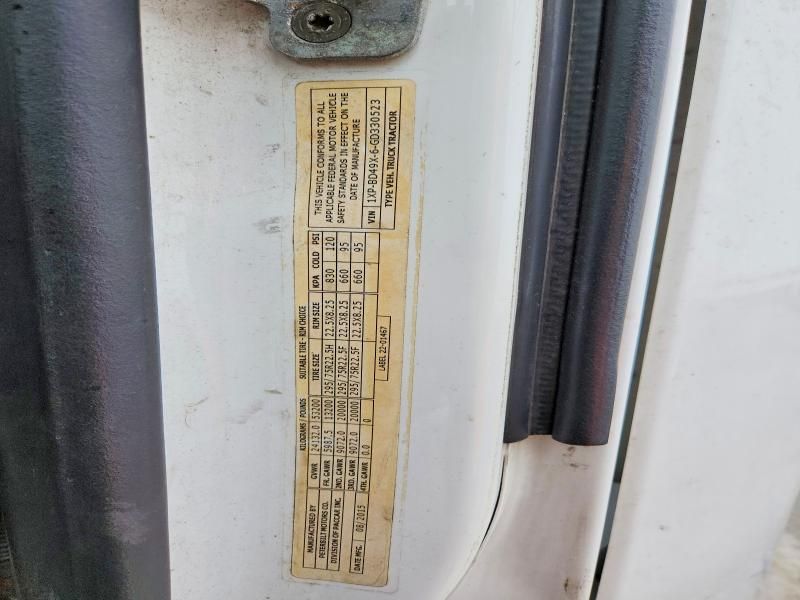 MANUFACTURED BY
PETERBILT MOTORS CO.
DIVISION OF PACCAR INC.
DATE MFG. 08/2015
KILOGRAMS / POUNDS SUITABLE TIRE - RIM CHOICE
TIRE SIZE RIM SIZE KPA COLD PSI
GVWR 24132.0 53200
FR. GAWR 5987.5 13200 295/75R22.5H 22.5X8.25 830 120
2ND. GAWR 9072.0 20000 295/75R22.5F 22.5X8.25 660 95
3RD. GAWR 9072.0 20000 295/75R22.5F 22.5X8.25 660 95
4TH. GAWR 0.0 0
LABEL 22-01467
THIS VEHICLE CONFORMS TO ALL
APPLICABLE FEDERAL MOTOR VEHICLE
SAFETY STANDARDS IN EFFECT ON THE
DATE OF MANUFACTURE
VIN 1XP-BD49X-6-GD330523
TYPE VEH. TRUCK TRACTOR